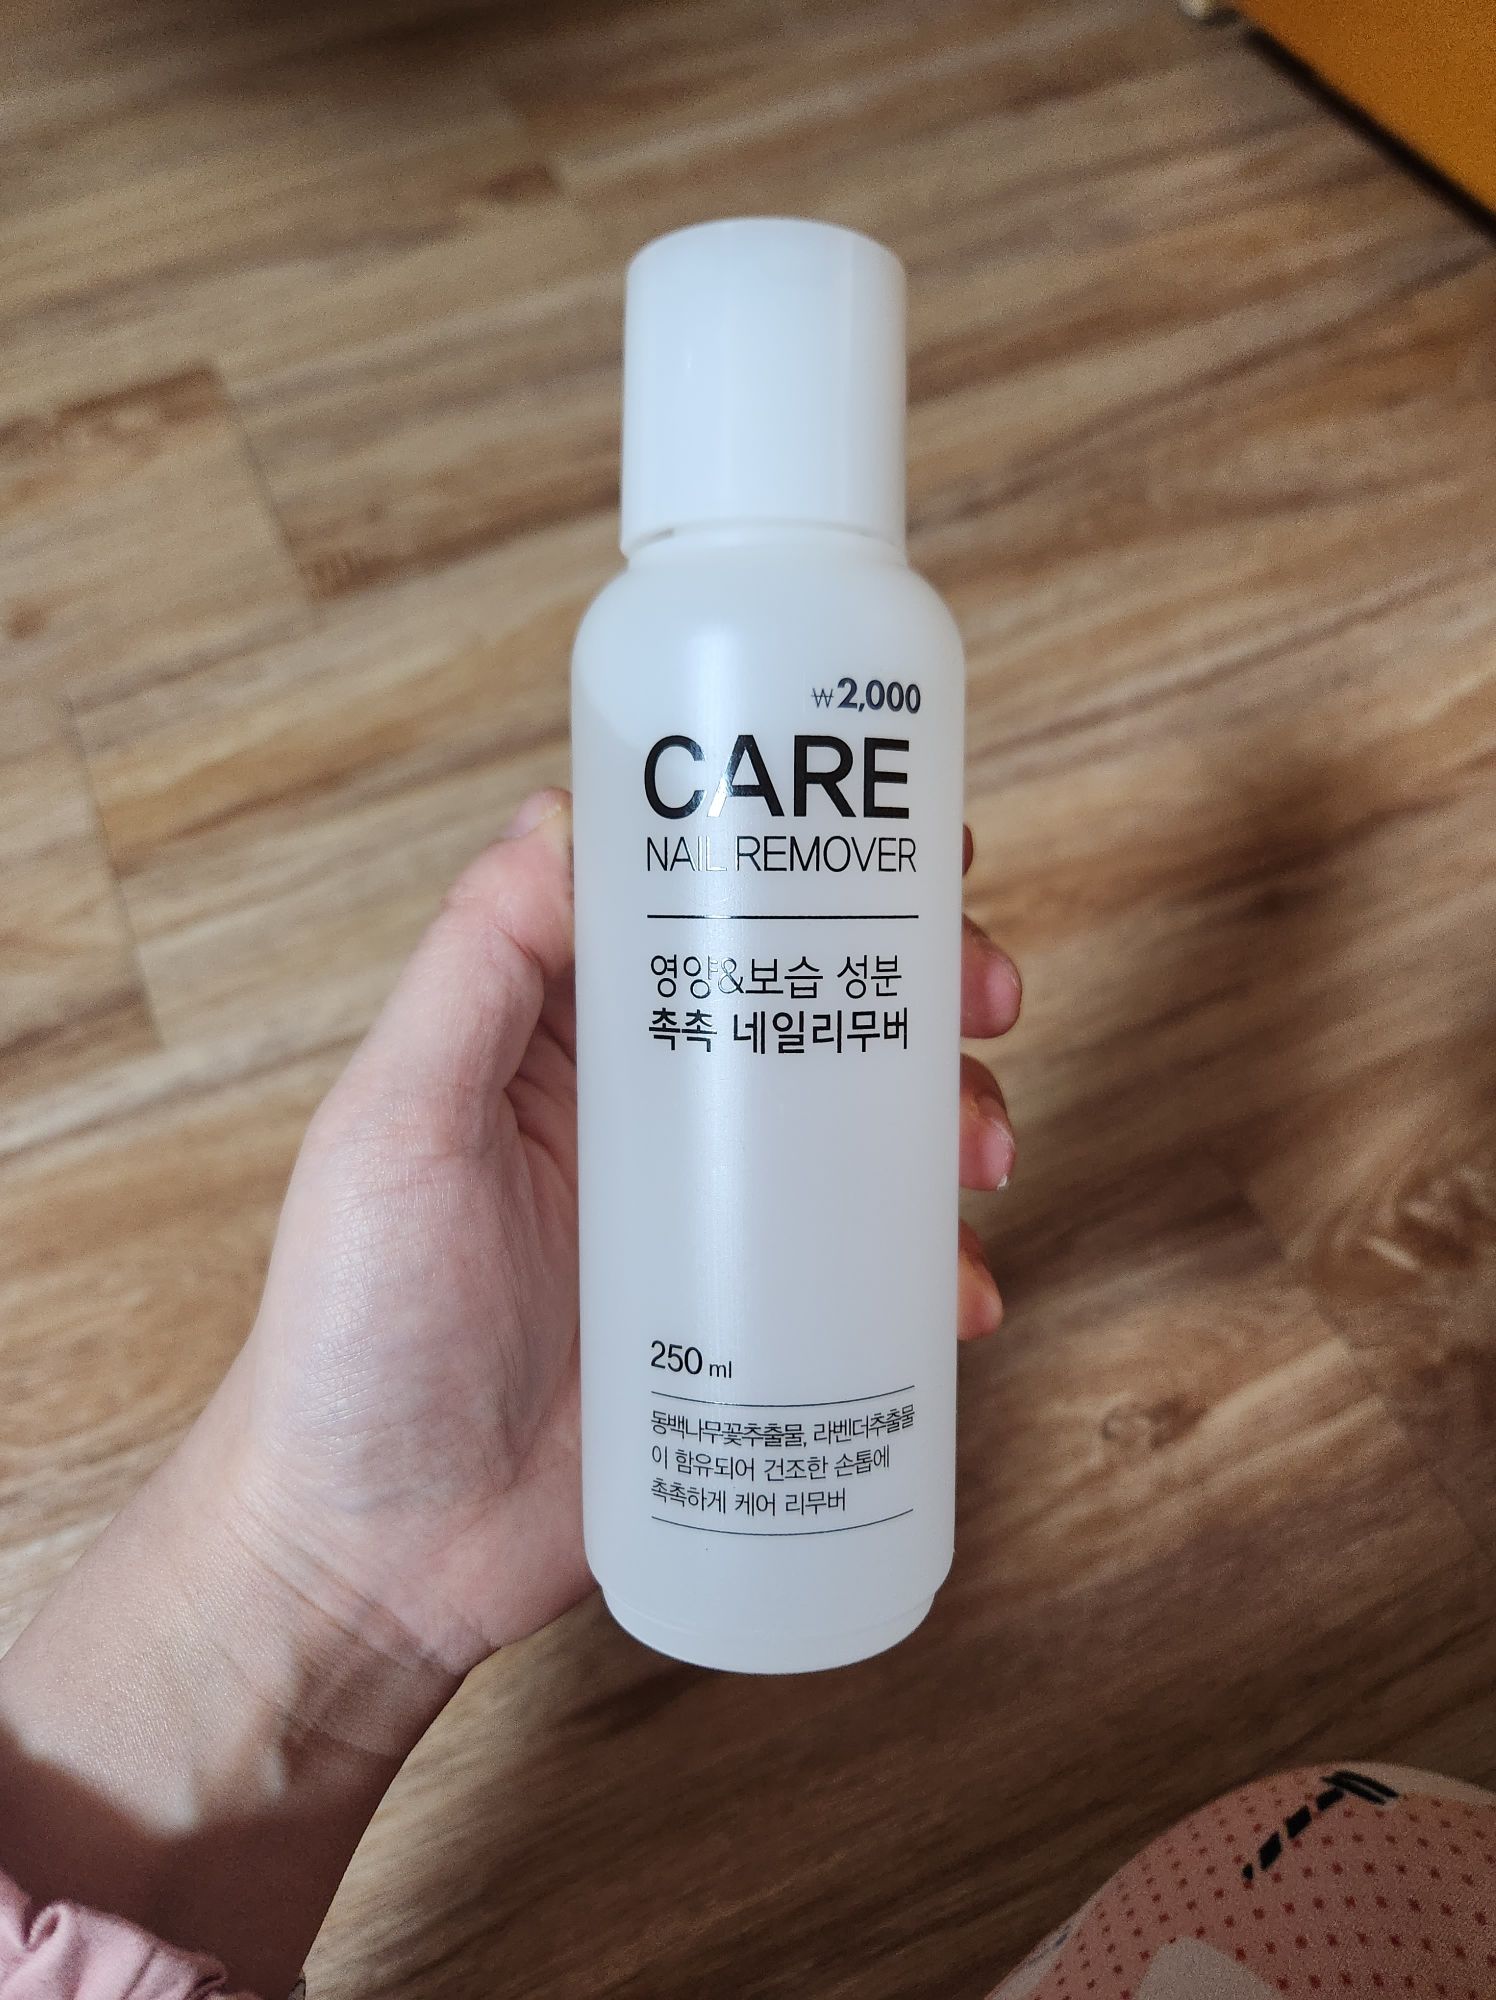 ₩2,000
CARE
NAIL REMOVER
영양&보습 성분
촉촉 네일리무버
250 ml
동백나무꽃추출물, 라벤더추출물
이 함유되어 건조한 손톱에
촉촉하게 케어 리무버